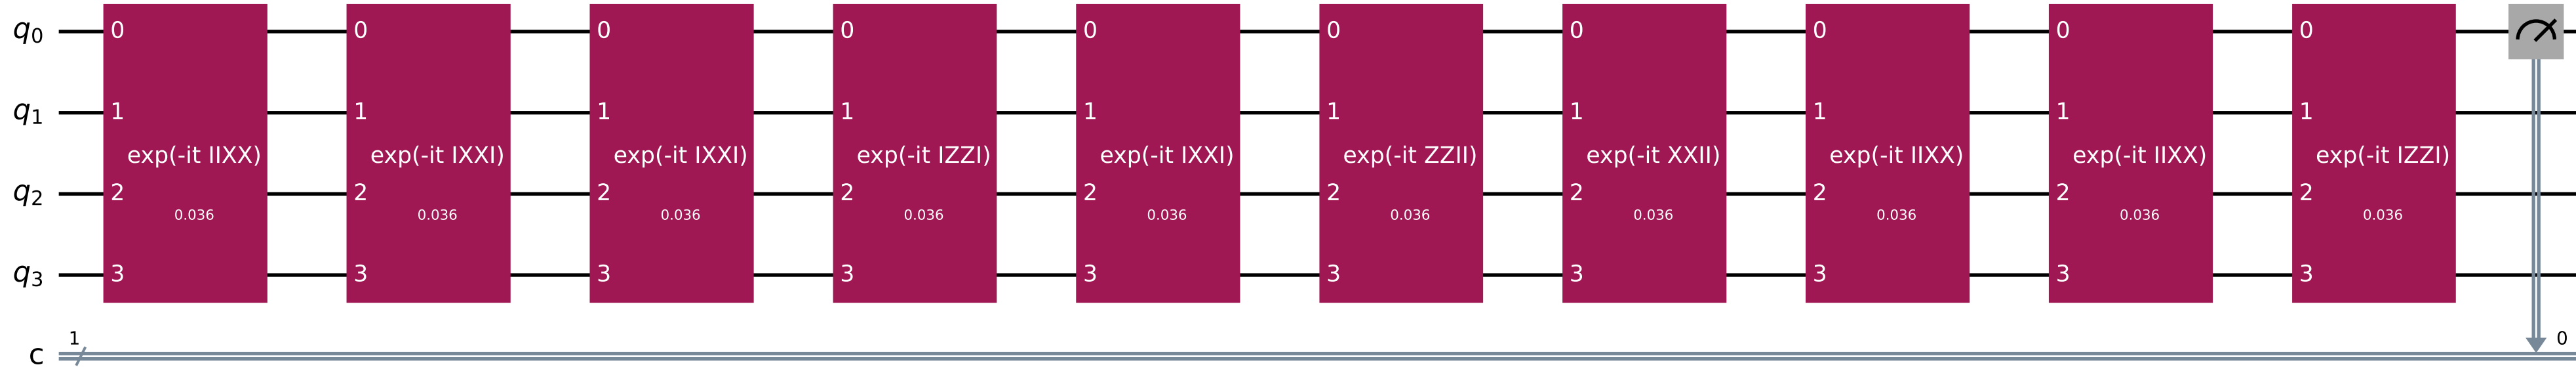 q0 0 0 0 0 0 0 0 0 0 0
q1 1 1 1 1 1 1 1 1 1 1
exp(-it IIXX) exp(-it IXXI) exp(-it IXXI) exp(-it IZZI) exp(-it IXXI) exp(-it ZZII) exp(-it XXII) exp(-it IIXX) exp(-it IIXX) exp(-it IZZI)
q2 2 2 2 2 2 2 2 2 2 2
0.036 0.036 0.036 0.036 0.036 0.036 0.036 0.036 0.036 0.036
q3 3 3 3 3 3 3 3 3 3 3
1 0
c